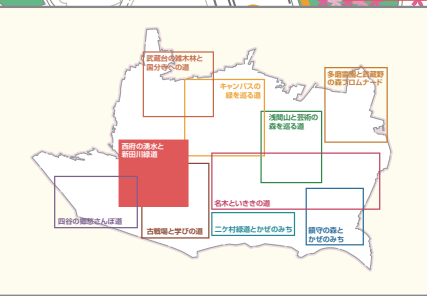 武蔵台の雑木林と
国分寺への道
多磨霊園と武蔵野
の森プロムナード
キャンパスの
緑を巡る道
浅間山と芸術の
森を巡る道
西府の湧水と
新田川緑道
名木といききの道
四谷の郷愁さんぽ道
古戦場と学びの道
二ケ村緑道とかぜのみち
鎮守の森と
かぜのみち